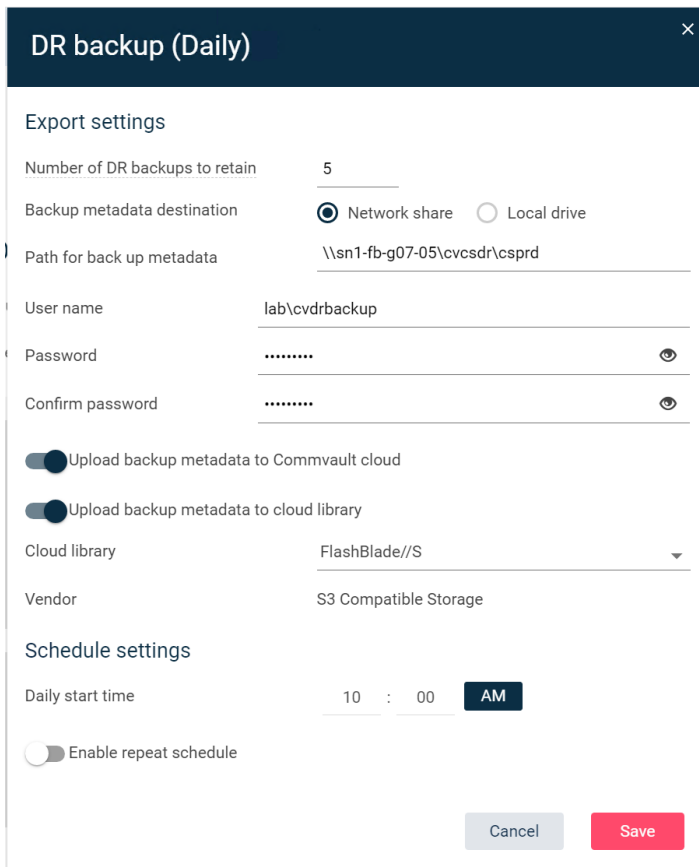 DR backup (Daily)
Export settings
Number of DR backups to retain 5
Backup metadata destination Network share Local drive
Path for back up metadata \\sn1-fb-g07-05\cvcsdr\csprd
User name lab\cvdrbackup
Password •••••••••
Confirm password •••••••••
Upload backup metadata to Commvault cloud
Upload backup metadata to cloud library
Cloud library FlashBlade//S
Vendor S3 Compatible Storage
Schedule settings
Daily start time 10 : 00 AM
Enable repeat schedule
Cancel Save